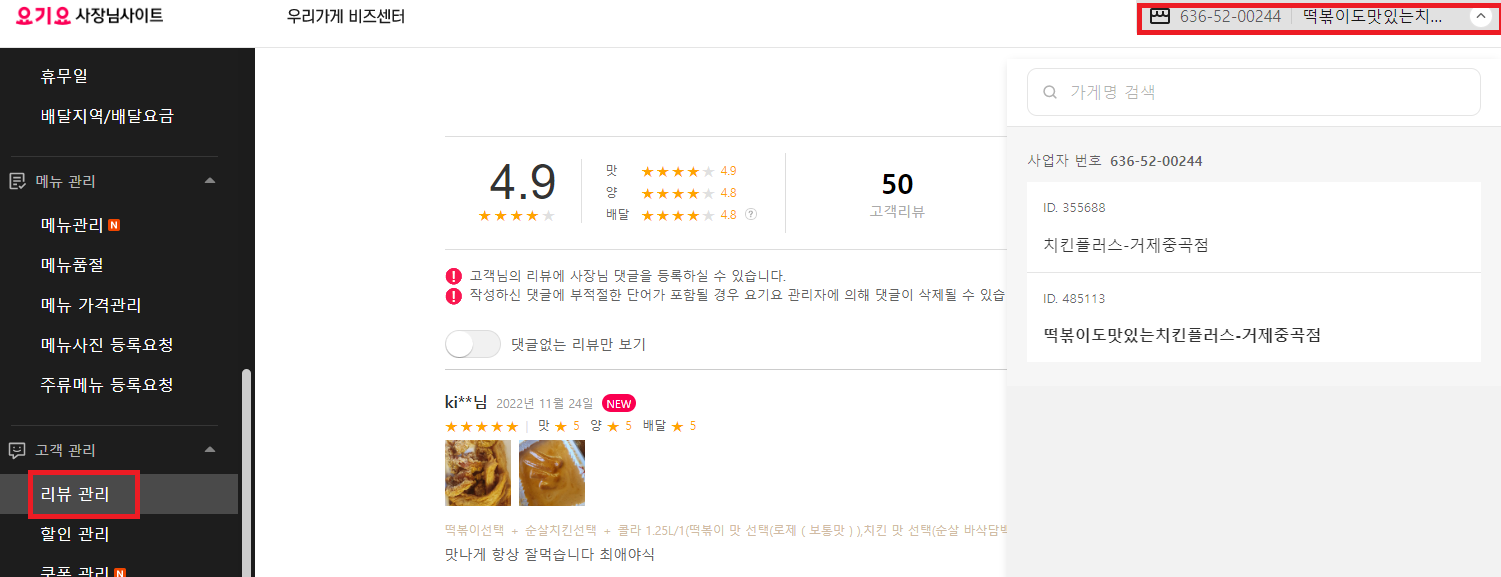 요기요 사장님사이트
우리가게 비즈센터
636-52-00244 떡볶이도맛있는치...
휴무일
배달지역/배달요금
메뉴 관리
메뉴관리 N
메뉴품절
메뉴 가격관리
메뉴사진 등록요청
주류메뉴 등록요청
고객 관리
리뷰 관리
할인 관리
쿠폰 관리 N
4.9
맛 4.9
양 4.8
배달 4.8 ?
50
고객리뷰
! 고객님의 리뷰에 사장님 댓글을 등록하실 수 있습니다.
! 작성하신 댓글에 부적절한 단어가 포함될 경우 요기요 관리자에 의해 댓글이 삭제될 수 있습
댓글없는 리뷰만 보기
ki**님 2022년 11월 24일 NEW
★★★★★ | 맛 ★ 5 양 ★ 5 배달 ★ 5
떡볶이선택 + 순살치킨선택 + 콜라 1.25L/1(떡볶이 맛 선택(로제 ( 보통맛 ) ),치킨 맛 선택(순살 바삭담백
맛나게 항상 잘먹습니다 최애야식
가게명 검색
사업자 번호 636-52-00244
ID. 355688
치킨플러스-거제중곡점
ID. 485113
떡볶이도맛있는치킨플러스-거제중곡점